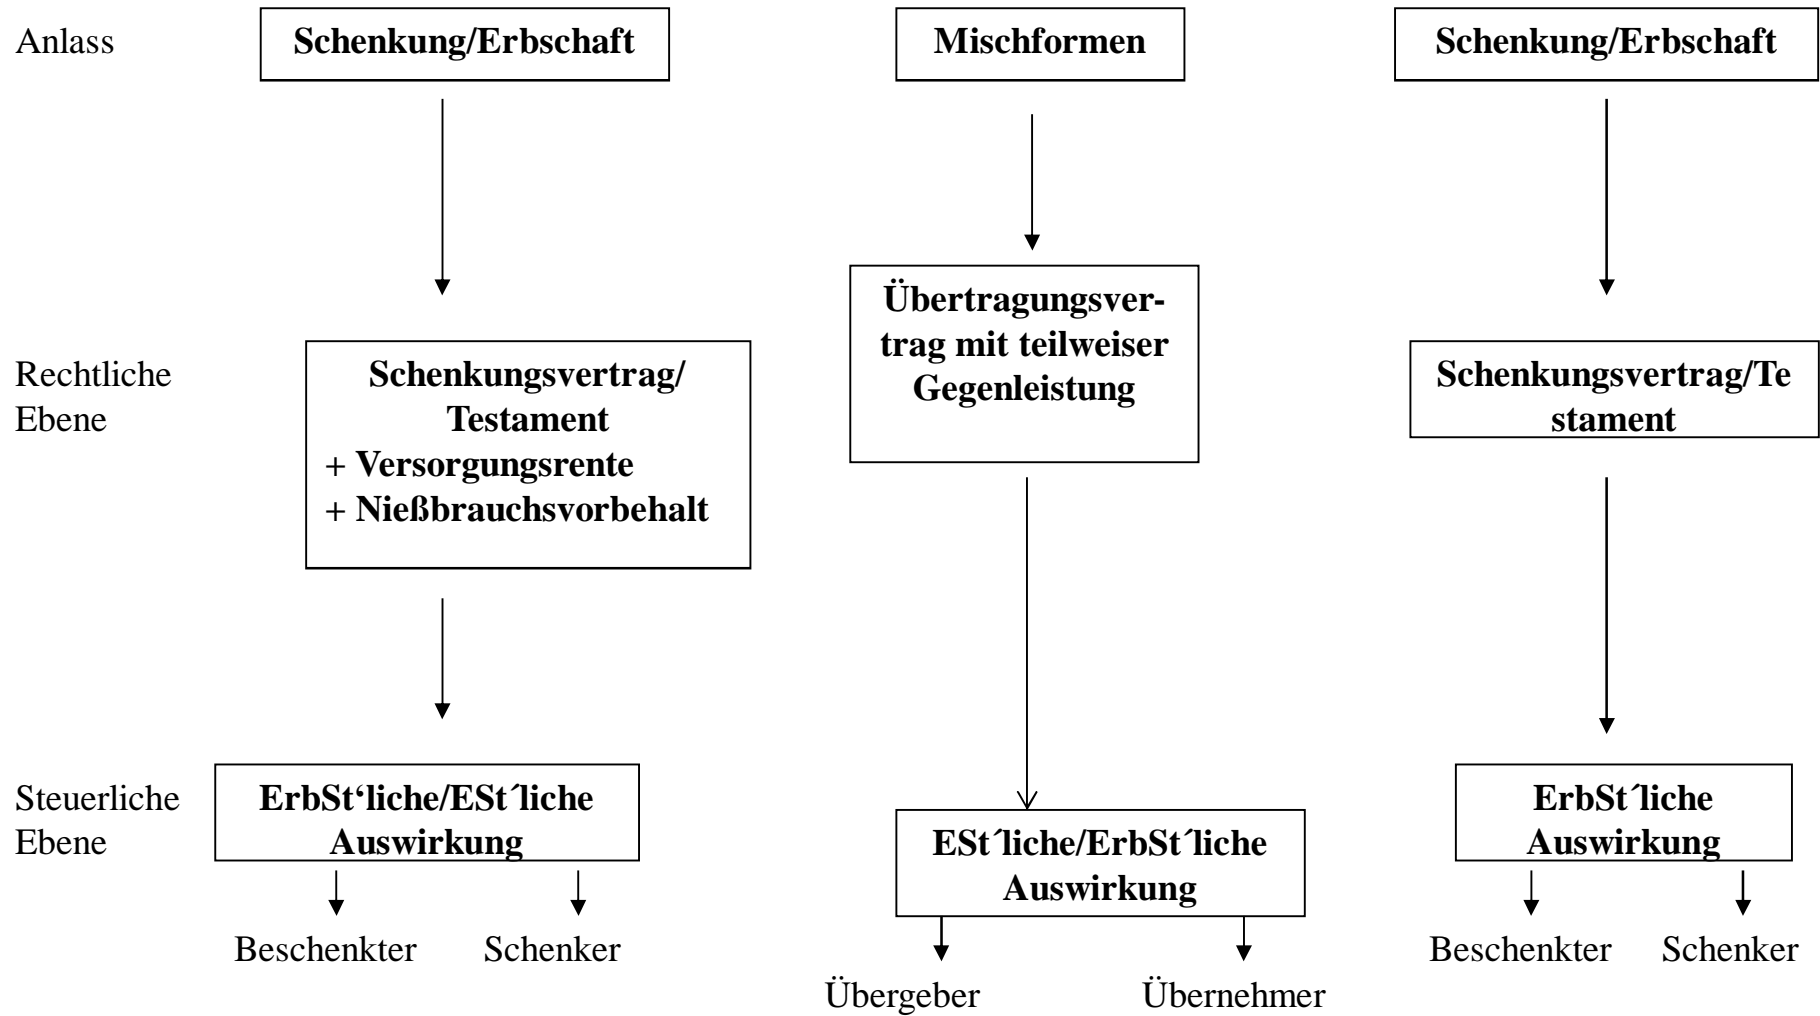 Anlass
Schenkung/Erbschaft
Mischformen
Schenkung/Erbschaft
Rechtliche
Ebene
Schenkungsvertrag/
Testament
+ Versorgungsrente
+ Nießbrauchsvorbehalt
Übertragungsver-
trag mit teilweiser
Gegenleistung
Schenkungsvertrag/Te
stament
Steuerliche
Ebene
ErbSt‘liche/ESt´liche
Auswirkung
ESt´liche/ErbSt´liche
Auswirkung
ErbSt´liche
Auswirkung
Beschenkter
Schenker
Übergeber
Übernehmer
Beschenkter
Schenker